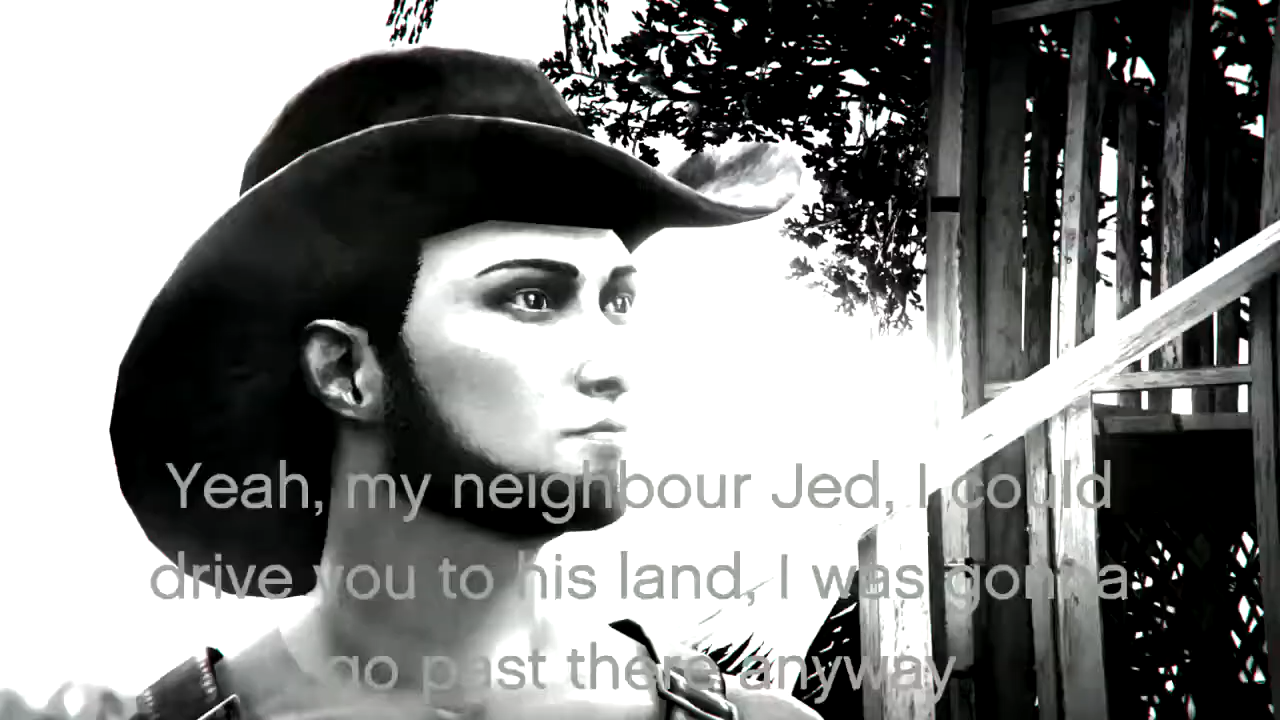 Yeah, my neighbour Jed, I could
drive you to his land, I was gonna
go past there anyway